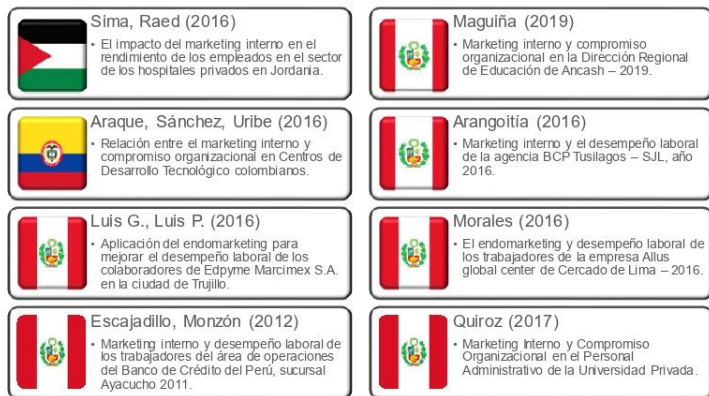 Sima, Raed (2016)
• El impacto del marketing interno en el
rendimiento de los empleados en el sector
de los hospitales privados en Jordania.
Araque, Sánchez, Uribe (2016)
• Relación entre el marketing interno y
compromiso organizacional en Centros de
Desarrollo Tecnológico colombianos.
Luis G., Luis P. (2016)
• Aplicación del endomarketing para
mejorar el desempeño laboral de los
colaboradores de Edpyme Marcimex S.A.
en la ciudad de Trujillo.
Escajadillo, Monzón (2012)
• Marketing interno y desempeño laboral de
los trabajadores del área de operaciones
del Banco de Crédito del Perú, sucursal
Ayacucho 2011.
Maguiña (2019)
• Marketing interno y compromiso
organizacional en la Dirección Regional
de Educación de Ancash – 2019.
Arangoitía (2016)
• Marketing interno y el desempeño laboral
de la agencia BCP Tusilagos – SJL, año
2016.
Morales (2016)
• El endomarketing y desempeño laboral de
los trabajadores de la empresa Allus
global center de Cercado de Lima – 2016.
Quiroz (2017)
• Marketing Interno y Compromiso
Organizacional en el Personal
Administrativo de la Universidad Privada.